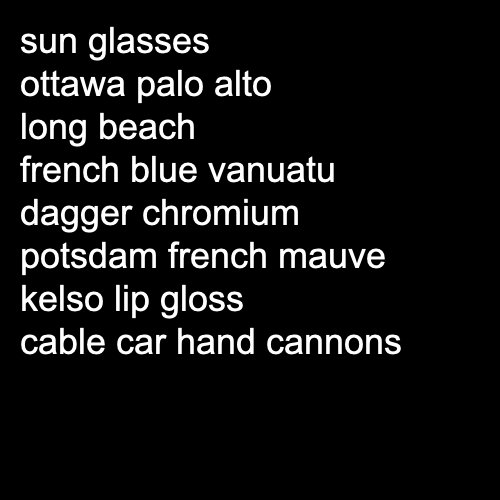 sun glasses
ottawa palo alto
long beach
french blue vanuatu
dagger chromium
potsdam french mauve
kelso lip gloss
cable car hand cannons